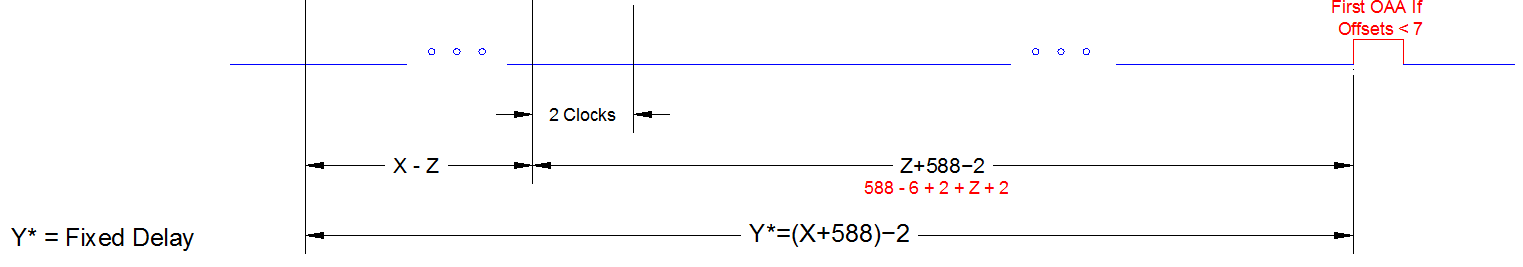 First OAA If
Offsets < 7
2 Clocks
X - Z
Z+588−2
588 - 6 + 2 + Z + 2
Y* = Fixed Delay
Y*=(X+588)−2